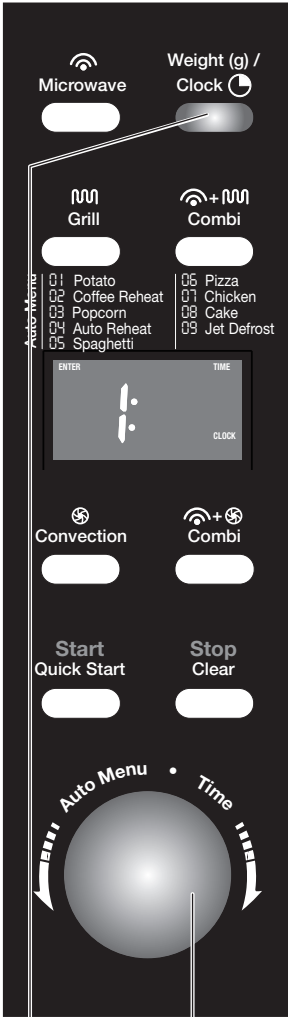 Microwave
Weight (g) /
Clock
Grill
+
Combi
Auto Menu
01 Potato
02 Coffee Reheat
03 Popcorn
04 Auto Reheat
05 Spaghetti
06 Pizza
07 Chicken
08 Cake
09 Jet Defrost
ENTER
TIME
1:
CLOCK
Convection
+
Combi
Start
Quick Start
Stop
Clear
Auto Menu • Time